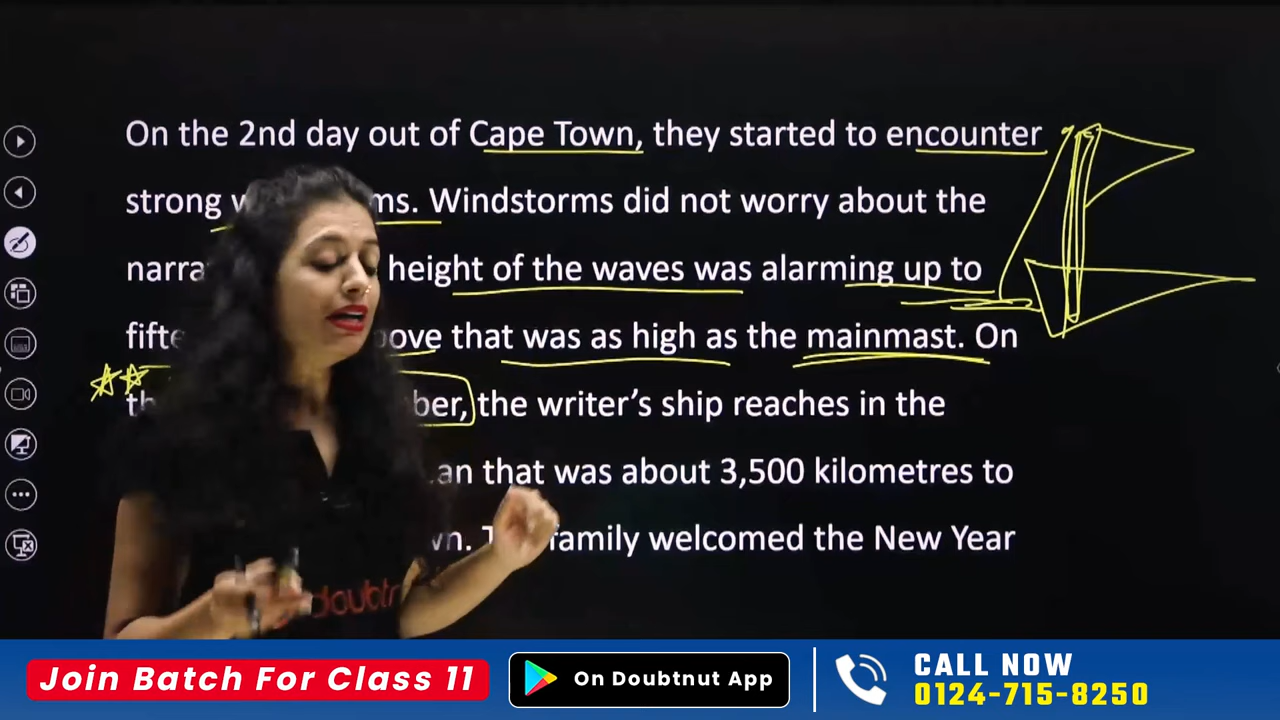 On the 2nd day out of Cape Town, they started to encounter
strong ms. Windstorms did not worry about the
narra height of the waves was alarming up to
fifte ove that was as high as the mainmast. On
th ber, the writer's ship reaches in the
an that was about 3,500 kilometres to
wn. family welcomed the New Year
doubtn
Join Batch For Class 11
On Doubtnut App
CALL NOW
0124-715-8250